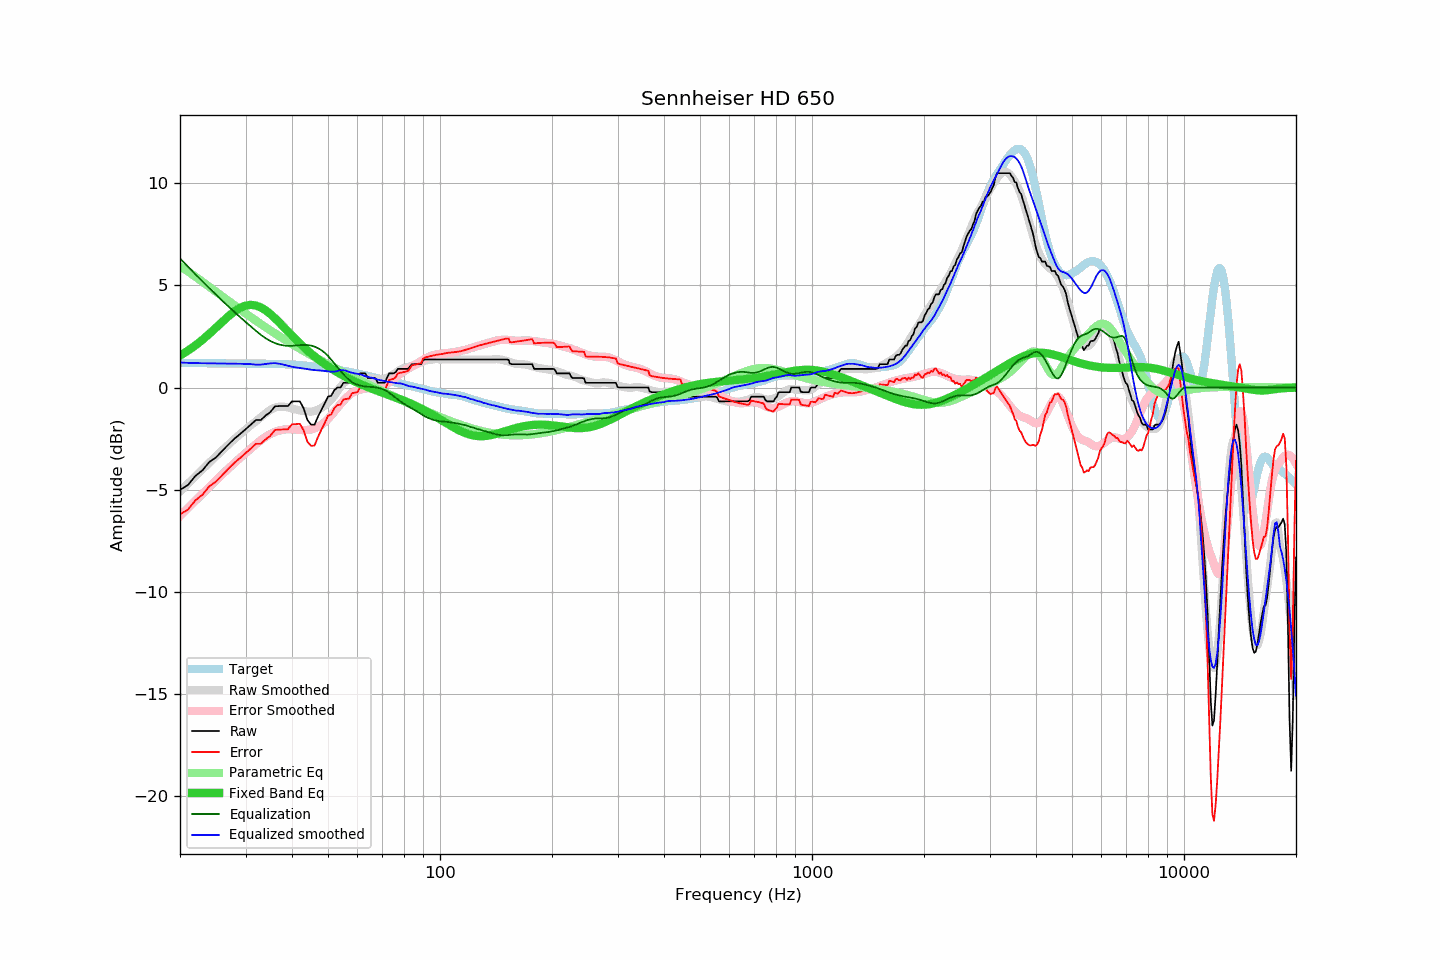 Sennheiser HD 650
10
5
0
−5
−10
−15
−20
Amplitude (dBr)
Target
Raw Smoothed
Error Smoothed
Raw
Error
Parametric Eq
Fixed Band Eq
Equalization
Equalized smoothed
100
1000
10000
Frequency (Hz)